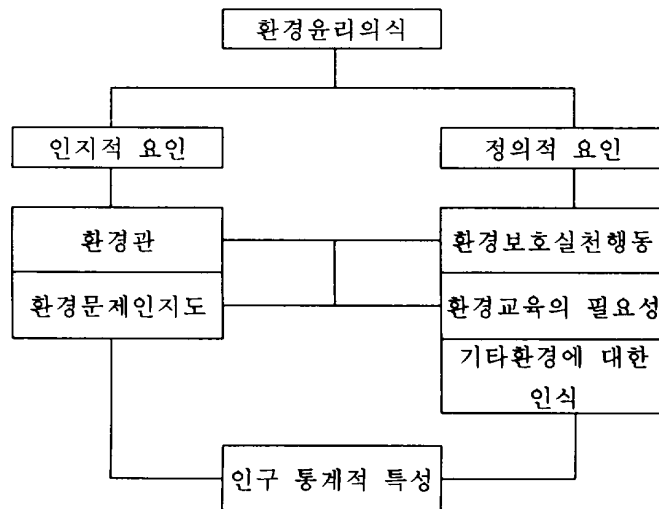 환경윤리의식
인지적 요인
정의적 요인
환경관
환경보호실천행동
환경문제인지도
환경교육의 필요성
기타환경에 대한
인식
인구 통계적 특성